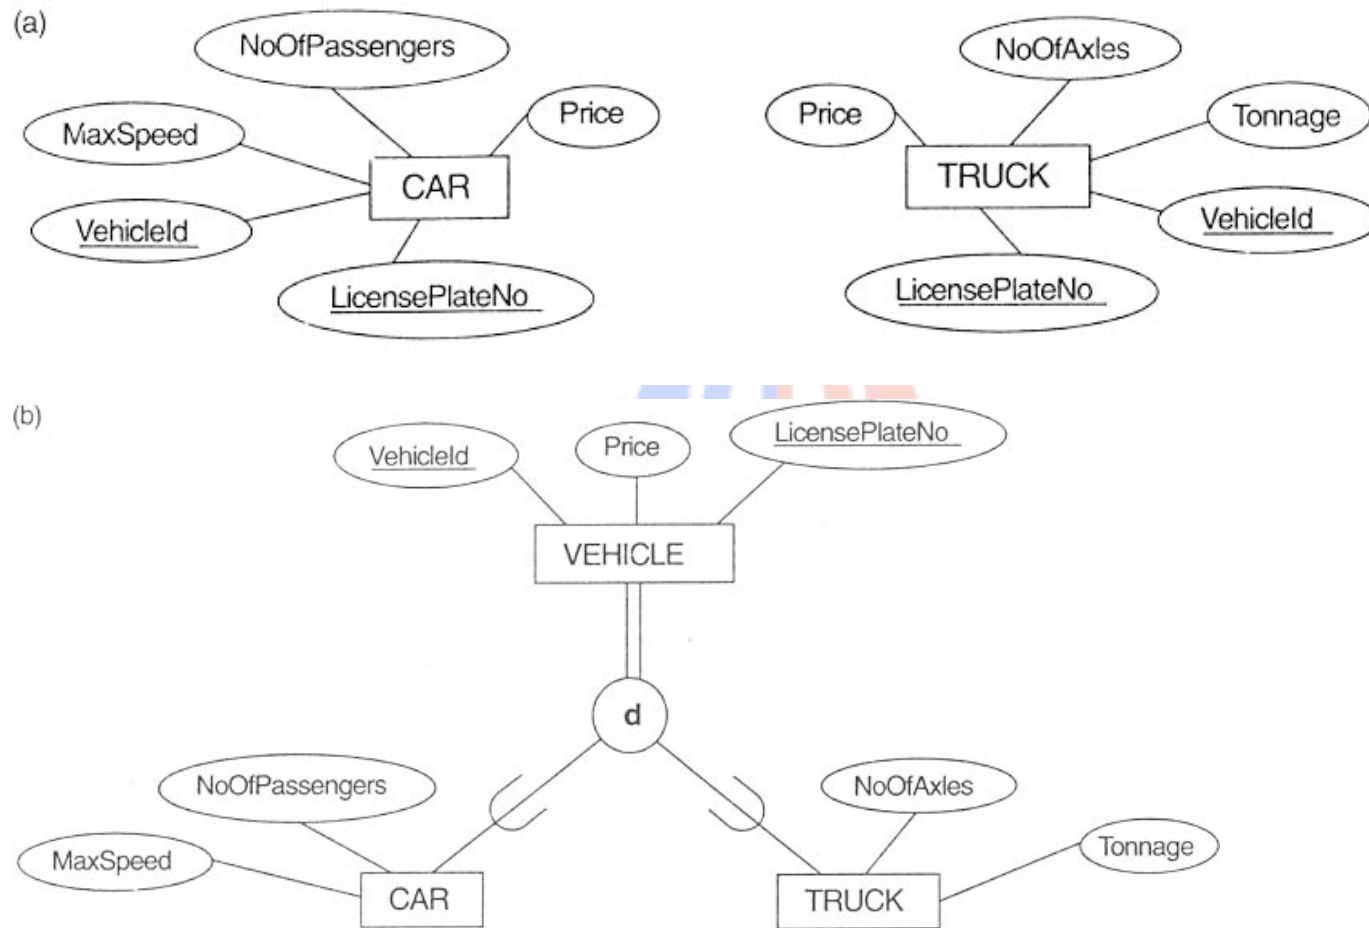 (a)
NoOfPassengers
NoOfAxles
MaxSpeed
Price
Price
Tonnage
CAR
TRUCK
VehicleId
VehicleId
LicensePlateNo
LicensePlateNo
(b)
VehicleId
Price
LicensePlateNo
VEHICLE
d
NoOfPassengers
NoOfAxles
MaxSpeed
Tonnage
CAR
TRUCK